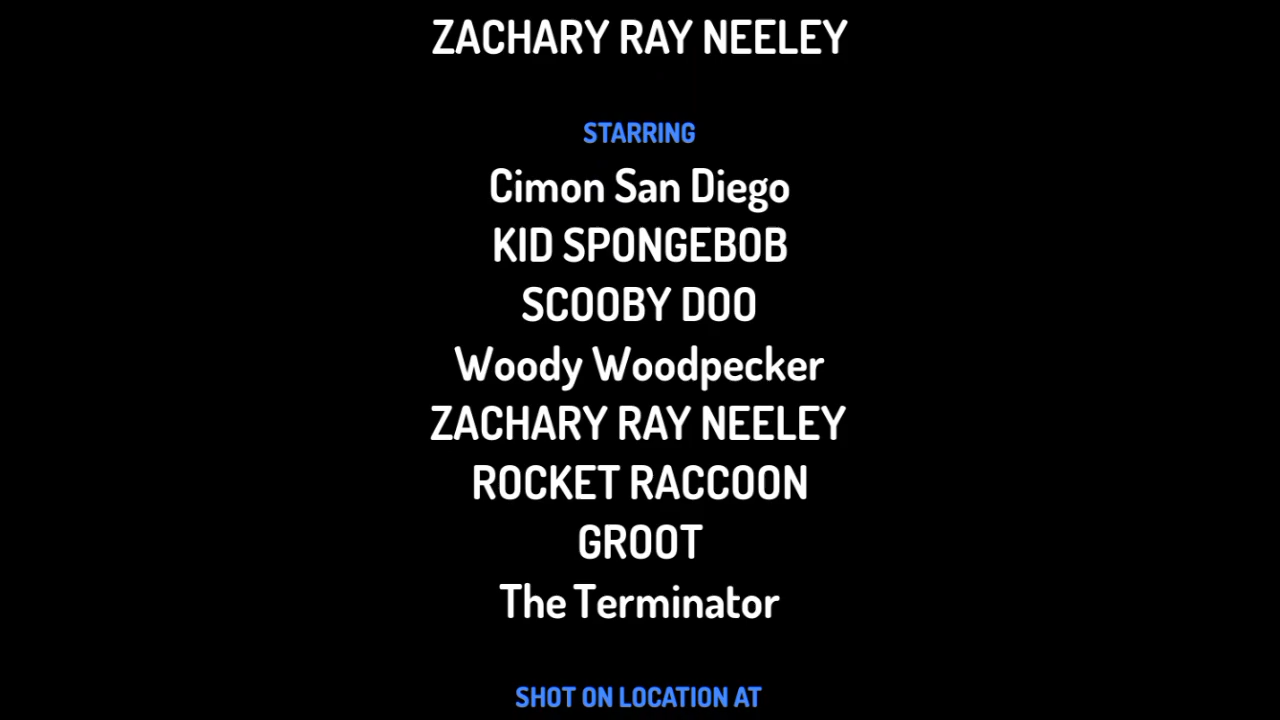 ZACHARY RAY NEELEY
STARRING
Cimon San Diego
KID SPONGEBOB
SCOOBY DOO
Woody Woodpecker
ZACHARY RAY NEELEY
ROCKET RACCOON
GROOT
The Terminator
SHOT ON LOCATION AT